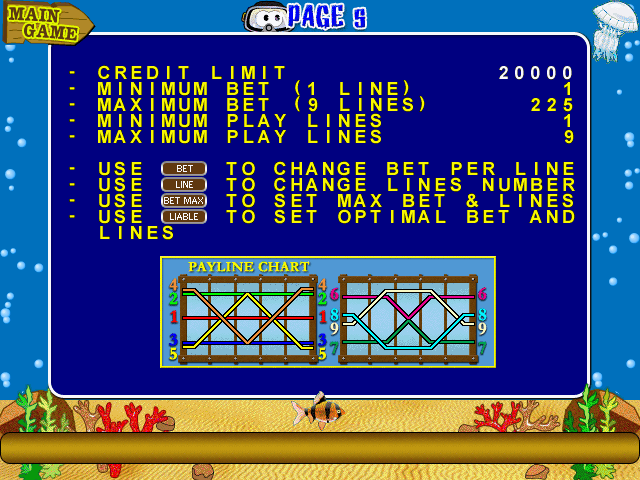 MAIN GAME
PAGE 5
- CREDIT LIMIT 20000
- MINIMUM BET (1 LINE) 1
- MAXIMUM BET (9 LINES) 225
- MINIMUM PLAY LINES 1
- MAXIMUM PLAY LINES 9
- USE BET TO CHANGE BET PER LINE
- USE LINE TO CHANGE LINES NUMBER
- USE BET MAX TO SET MAX BET & LINES
- USE LIABLE TO SET OPTIMAL BET AND
LINES
PAYLINE CHART
4 4 6 6
2 2 8 8
1 1 9 9
3 3 7 7
5 5